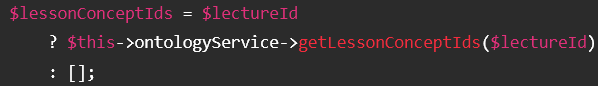 $lessonConceptIds = $lectureId
? $this->ontologyService->getLessonConceptIds($lectureId)
: [];